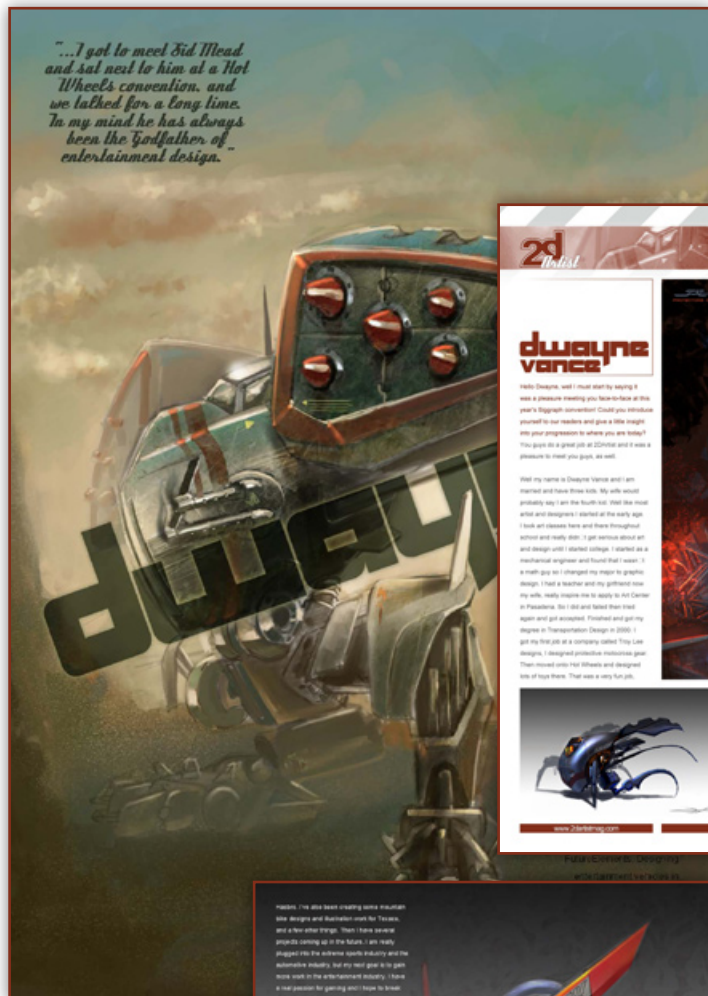 "...I got to meet Sid Mead
and sat next to him at a Hot
Wheels convention, and
we talked for a long time.
In my mind he has always
been the Godfather of
entertainment design."
2d
Artist
dwayne
vance
Hello Dwayne, well I must start by saying it
was a pleasure meeting you face-to-face at this
year's Siggraph convention! Could you introduce
yourself to our readers and give a little insight
into your progression to where you are today?
You guys do a great job at 2DArtist and it was a
pleasure to meet you guys, as well.
Well my name is Dwayne Vance and I am
married and have three kids. My wife would
probably say I am the fourth kid. Well like most
artist and designers I started at the early age.
I took art classes here and there throughout
school and really didn : t get serious about art
and design until I started college. I started as a
mechanical engineer and found that I wasn : t
a math guy so I changed my major to graphic
design. I had a teacher and my girlfriend now
my wife, really inspire me to apply to Art Center
in Pasadena. So I did and failed then tried
again and got accepted. Finished and got my
degree in Transportation Design in 2000. I
got my first job at a company called Troy Lee
designs, I designed protective motocross gear.
Then moved onto Hot Wheels and designed
lots of toys there. That was a very fun job,
www.2dartistmag.com
dway
FuturElements: Designing
entertainment vehicles in
Hasbro. I've also been creating some mountain
bike designs and illustration work for Texaco,
and a few other things. Then I have several
projects coming up in the future. I am really
plugged into the extreme sports industry and the
automotive industry, but my next goal is to gain
more work in the entertainment industry. I have
a real passion for gaming and I hope to break